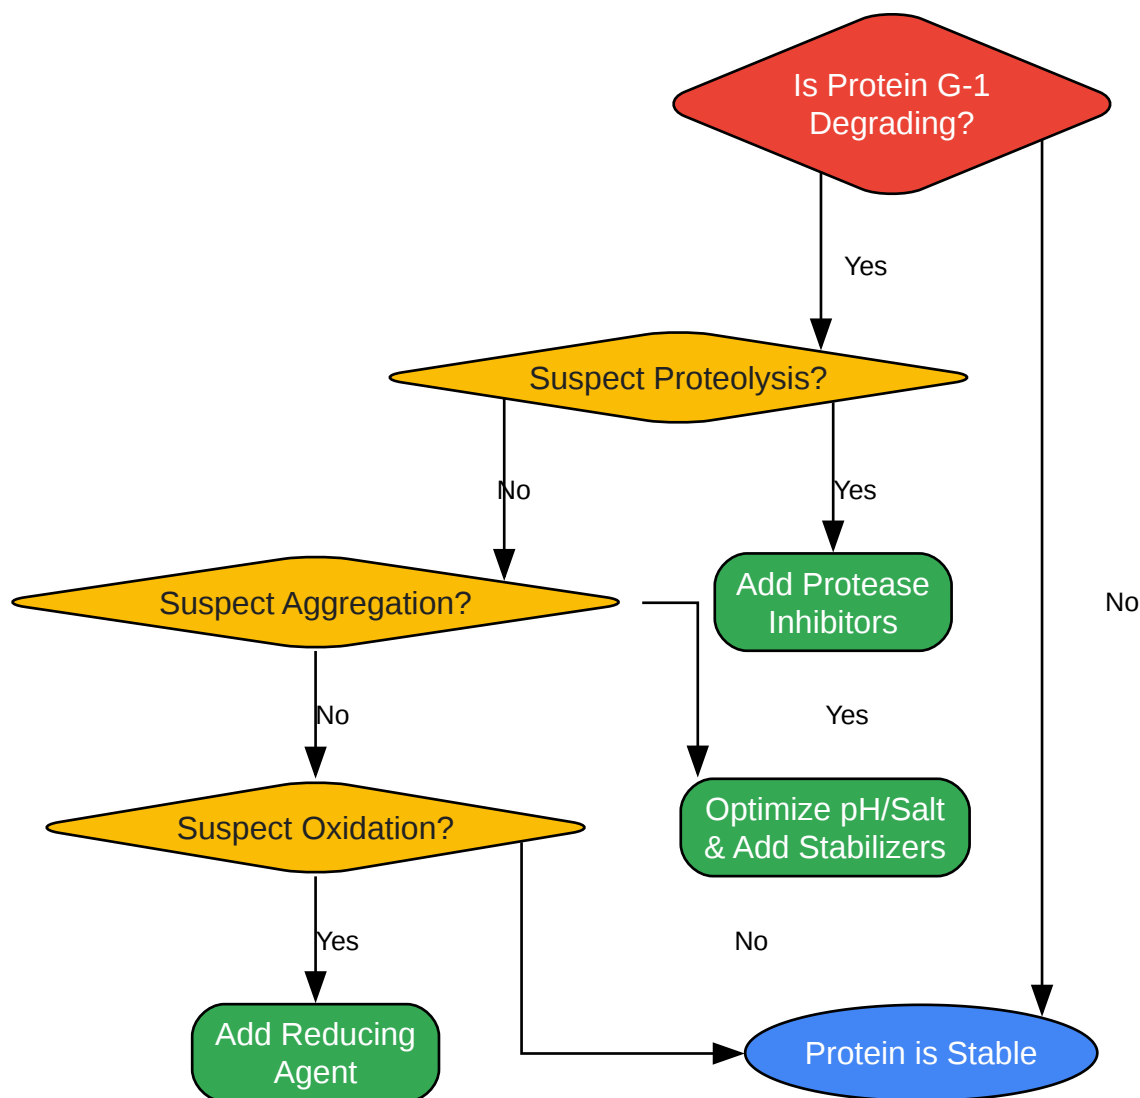 Is Protein G-1
Degrading?
Yes
Suspect Proteolysis?
No
Yes
Suspect Aggregation?
Add Protease
Inhibitors
No
No
Yes
Suspect Oxidation?
Optimize pH/Salt
& Add Stabilizers
Yes
No
Add Reducing
Agent
Protein is Stable